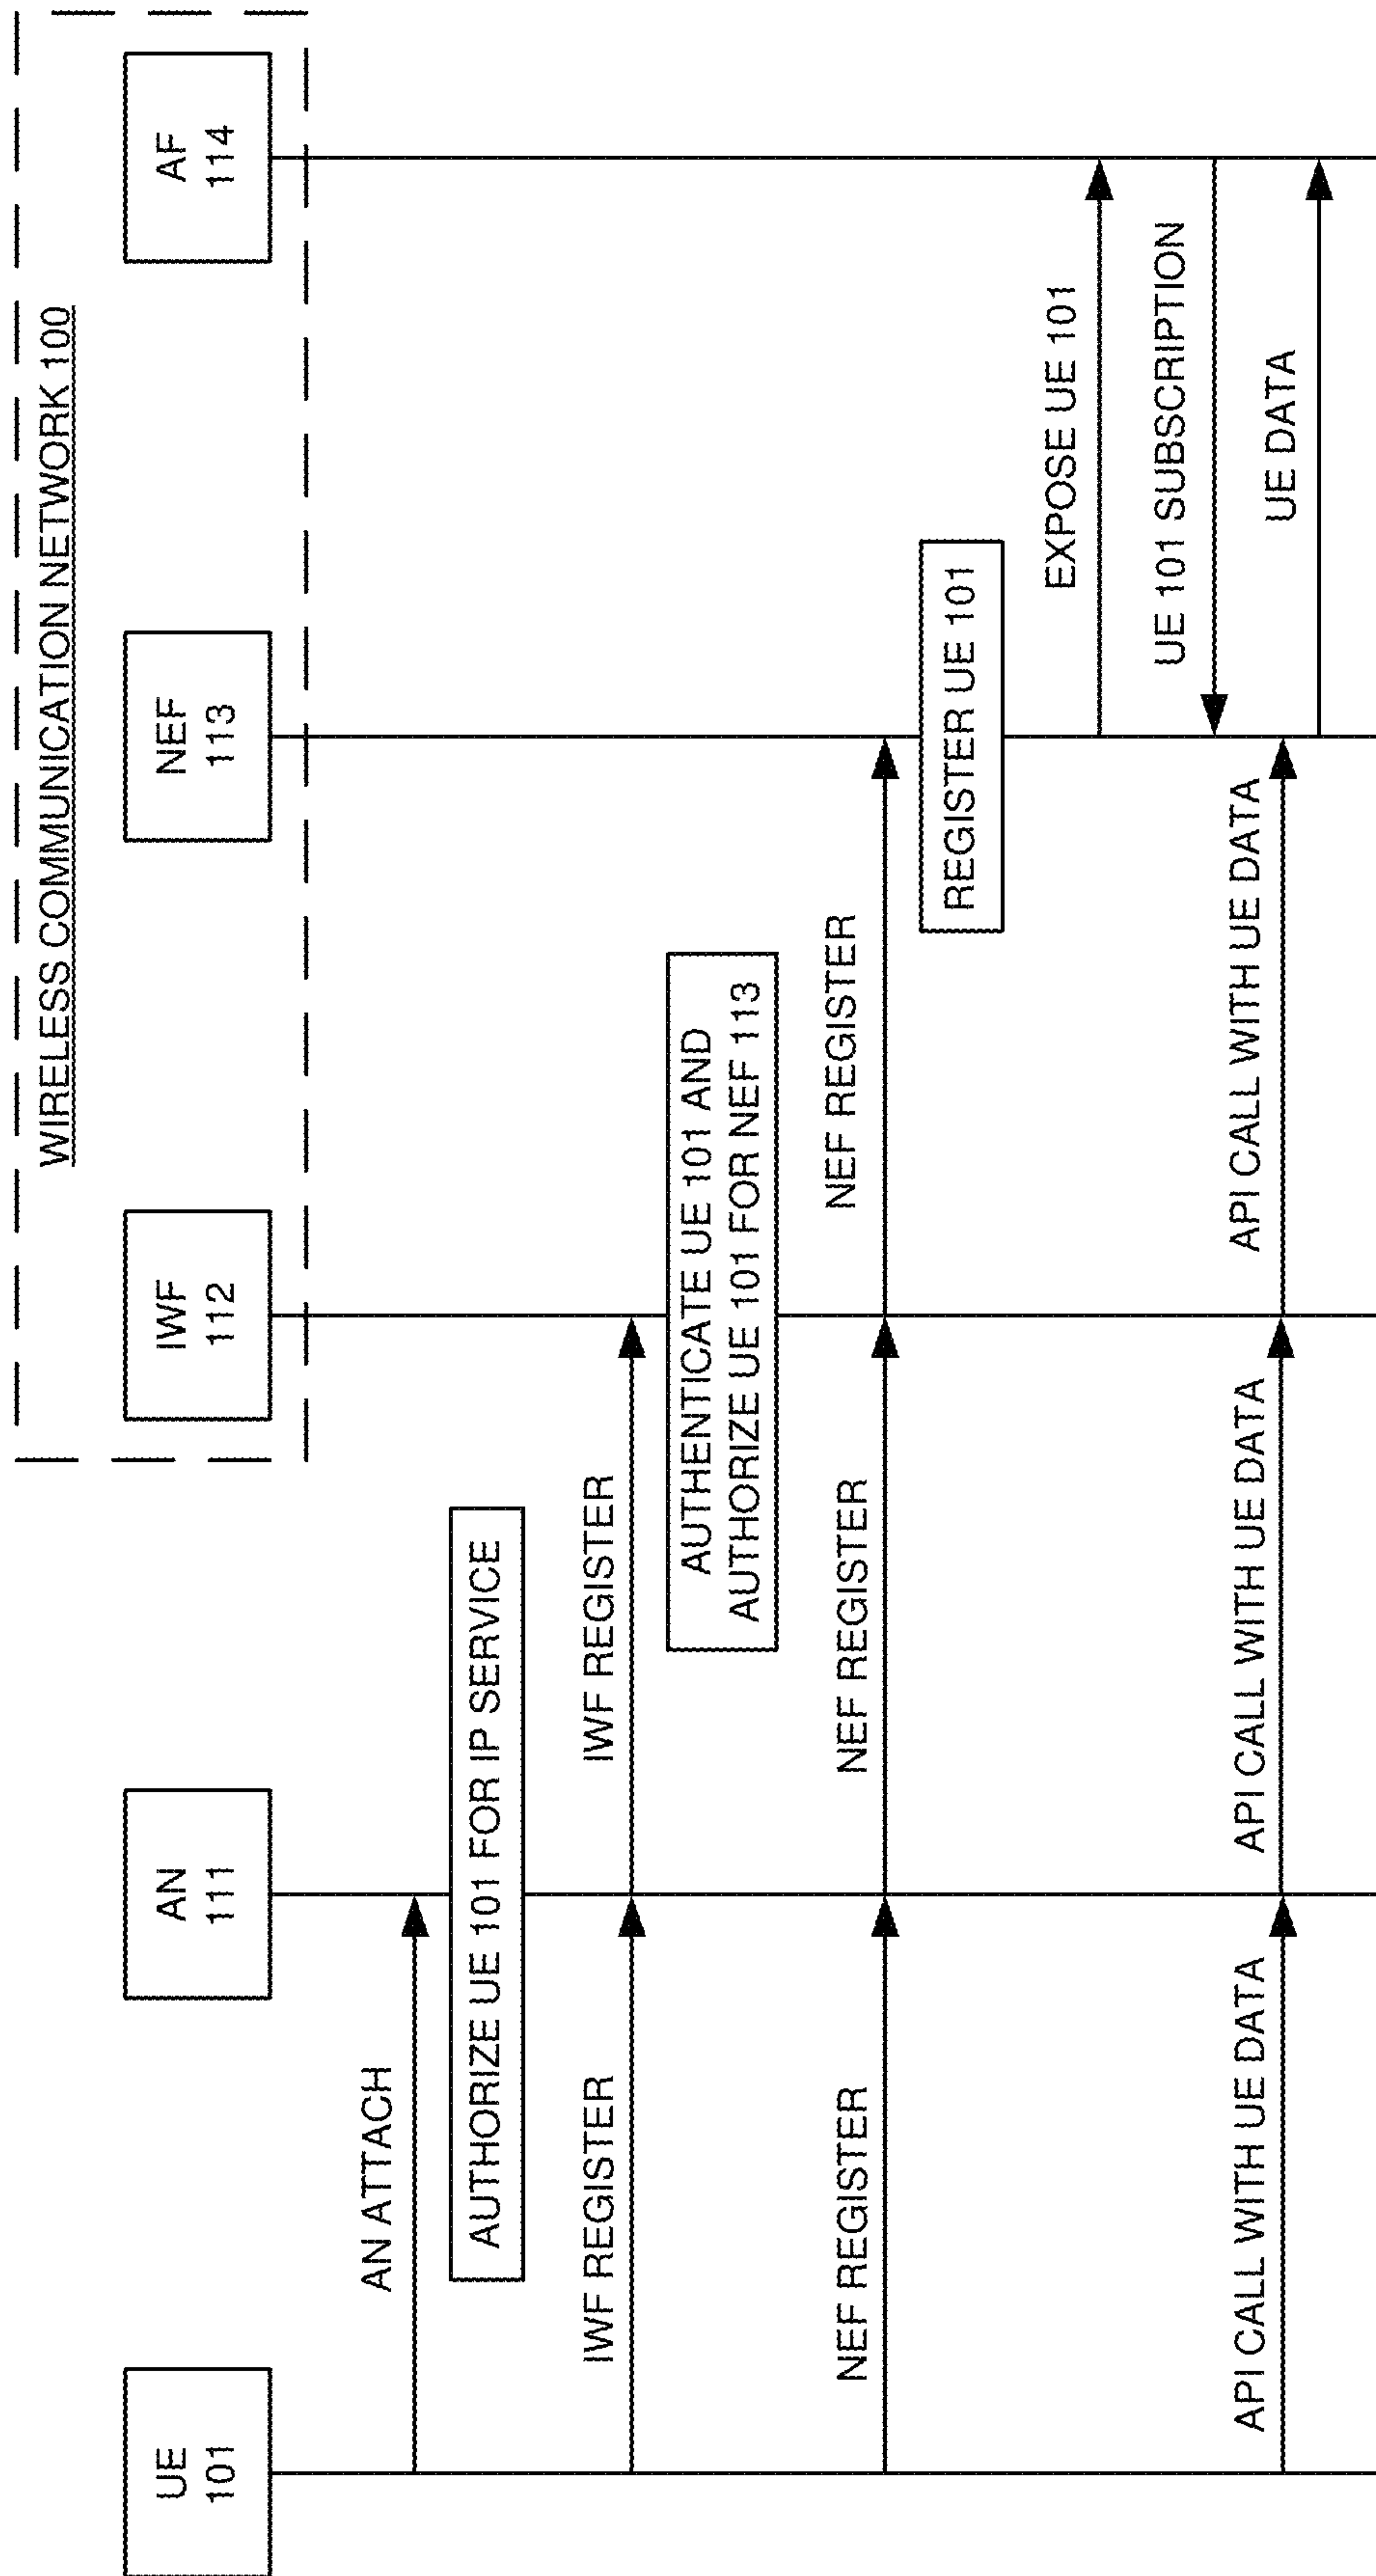 WIRELESS COMMUNICATION NETWORK 100
UE
101
AN
111
IWF
112
NEF
113
AF
114
AN ATTACH
AUTHORIZE UE 101 FOR IP SERVICE
IWF REGISTER
IWF REGISTER
AUTHENTICATE UE 101 AND
AUTHORIZE UE 101 FOR NEF 113
NEF REGISTER
NEF REGISTER
NEF REGISTER
REGISTER UE 101
EXPOSE UE 101
UE 101 SUBSCRIPTION
API CALL WITH UE DATA
API CALL WITH UE DATA
API CALL WITH UE DATA
UE DATA